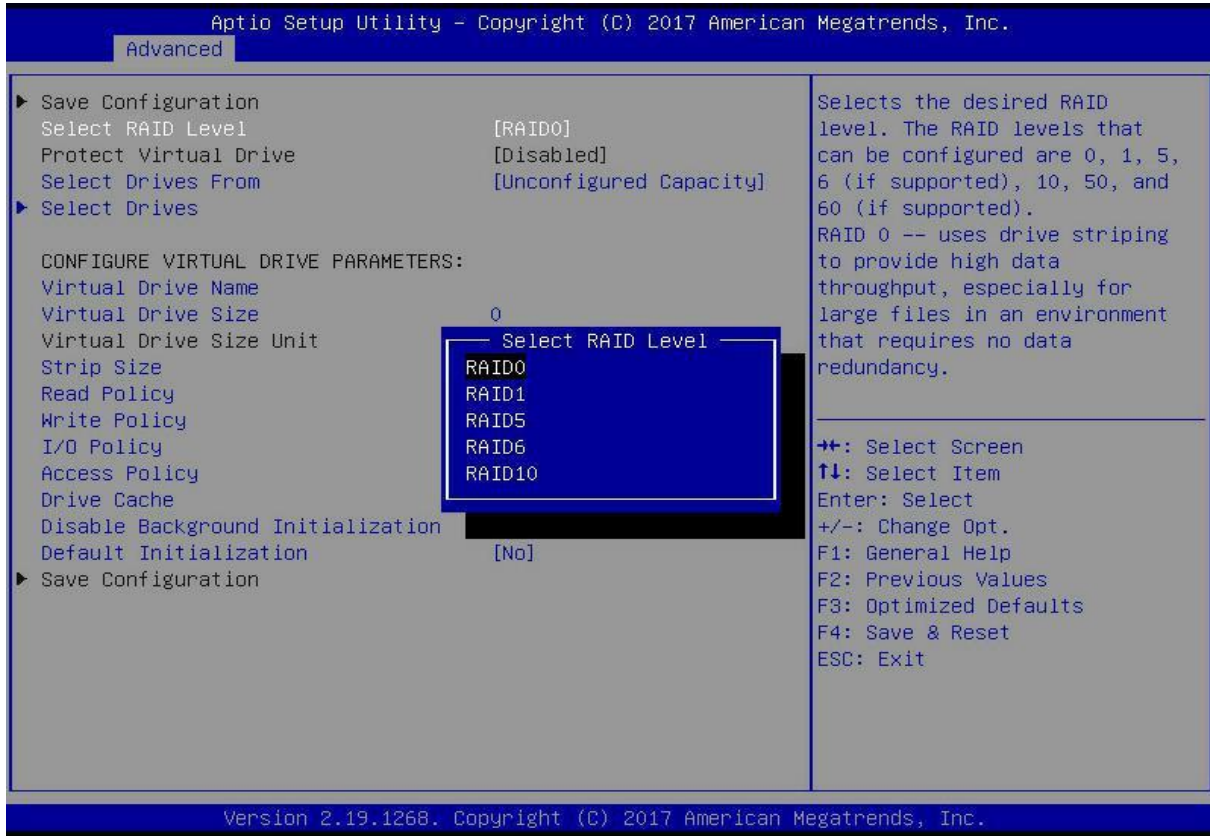 Aptio Setup Utility – Copyright (C) 2017 American Megatrends, Inc.
Advanced
▶ Save Configuration
Select RAID Level [RAID0]
Protect Virtual Drive [Disabled]
Select Drives From [Unconfigured Capacity]
▶ Select Drives
CONFIGURE VIRTUAL DRIVE PARAMETERS:
Virtual Drive Name
Virtual Drive Size 0
Virtual Drive Size Unit
Strip Size
Read Policy
Write Policy
I/O Policy
Access Policy
Drive Cache
Disable Background Initialization
Default Initialization [No]
▶ Save Configuration
Select RAID Level
RAID0
RAID1
RAID5
RAID6
RAID10
Selects the desired RAID
level. The RAID levels that
can be configured are 0, 1, 5,
6 (if supported), 10, 50, and
60 (if supported).
RAID 0 -- uses drive striping
to provide high data
throughput, especially for
large files in an environment
that requires no data
redundancy.
→←: Select Screen
↑↓: Select Item
Enter: Select
+/-: Change Opt.
F1: General Help
F2: Previous Values
F3: Optimized Defaults
F4: Save & Reset
ESC: Exit
Version 2.19.1268. Copyright (C) 2017 American Megatrends, Inc.